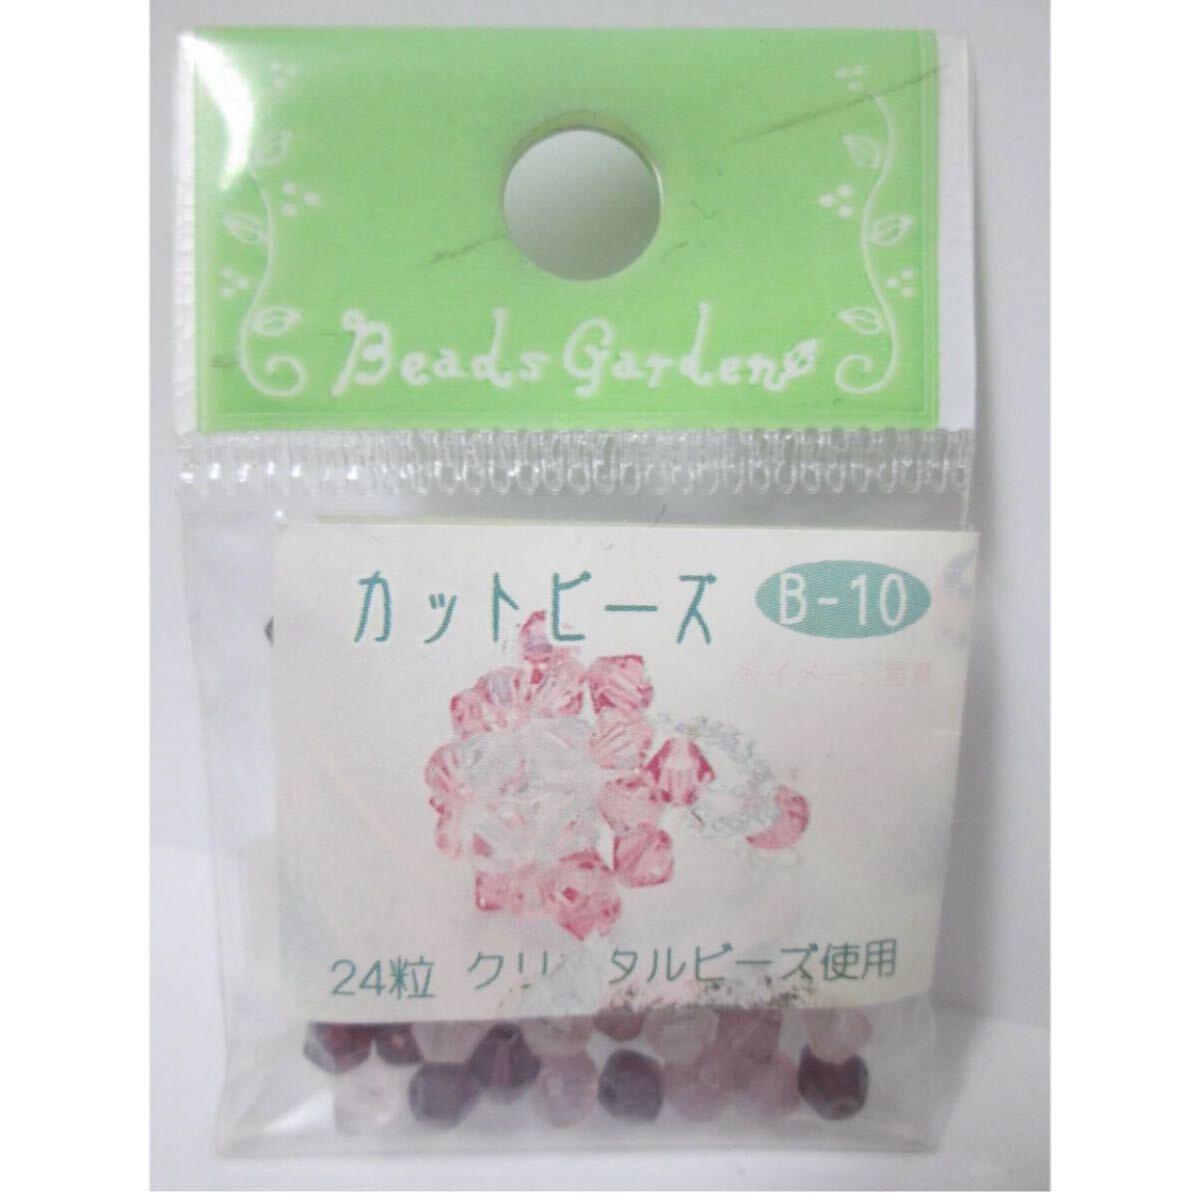 Beads Garden
カットビーズ B-10
※イメージ写真
24粒 クリ タルビーズ使用